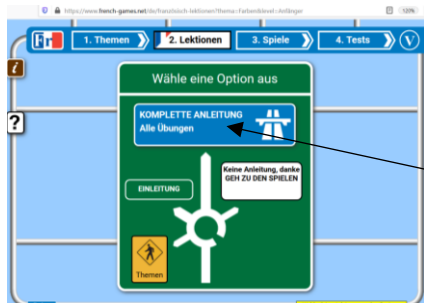 https://www.french-games.net/de/französisch-lektionen?thema=Farben&level=Anfänger
120%
Fr
1. Themen
2. Lektionen
3. Spiele
4. Tests
V
i
?
Wähle eine Option aus
KOMPLETTE ANLEITUNG
Alle Übungen
Keine Anleitung, danke
GEH ZU DEN SPIELEN
EINLEITUNG
Themen